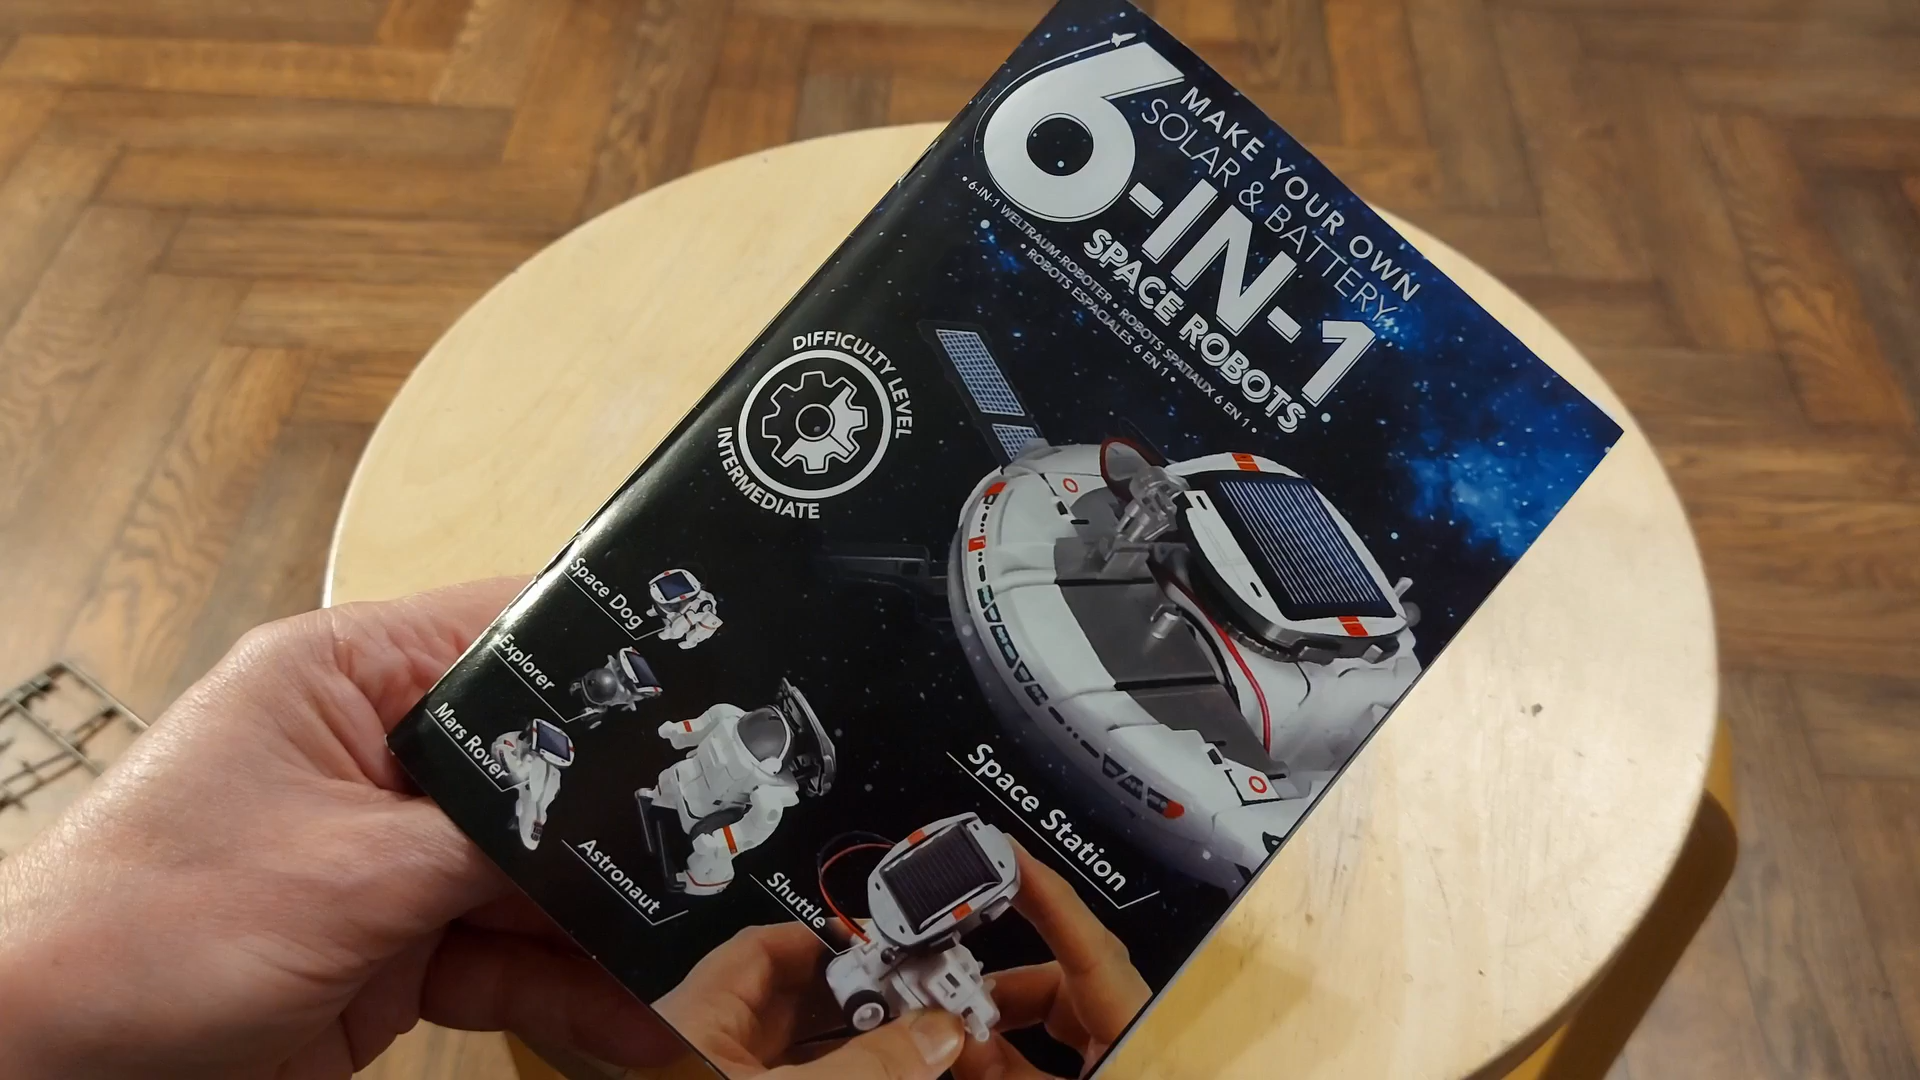 MAKE YOUR OWN
SOLAR & BATTERY
6-IN-1
SPACE ROBOTS
• 6-IN-1 WELTRAUM-ROBOTER • ROBOTS SPATIAUX 6 EN 1 •
• ROBOTS ESPACIALES 6 EN 1 •
DIFFICULTY LEVEL
INTERMEDIATE
Space Dog
Explorer
Mars Rover
Astronaut
Shuttle
Space Station